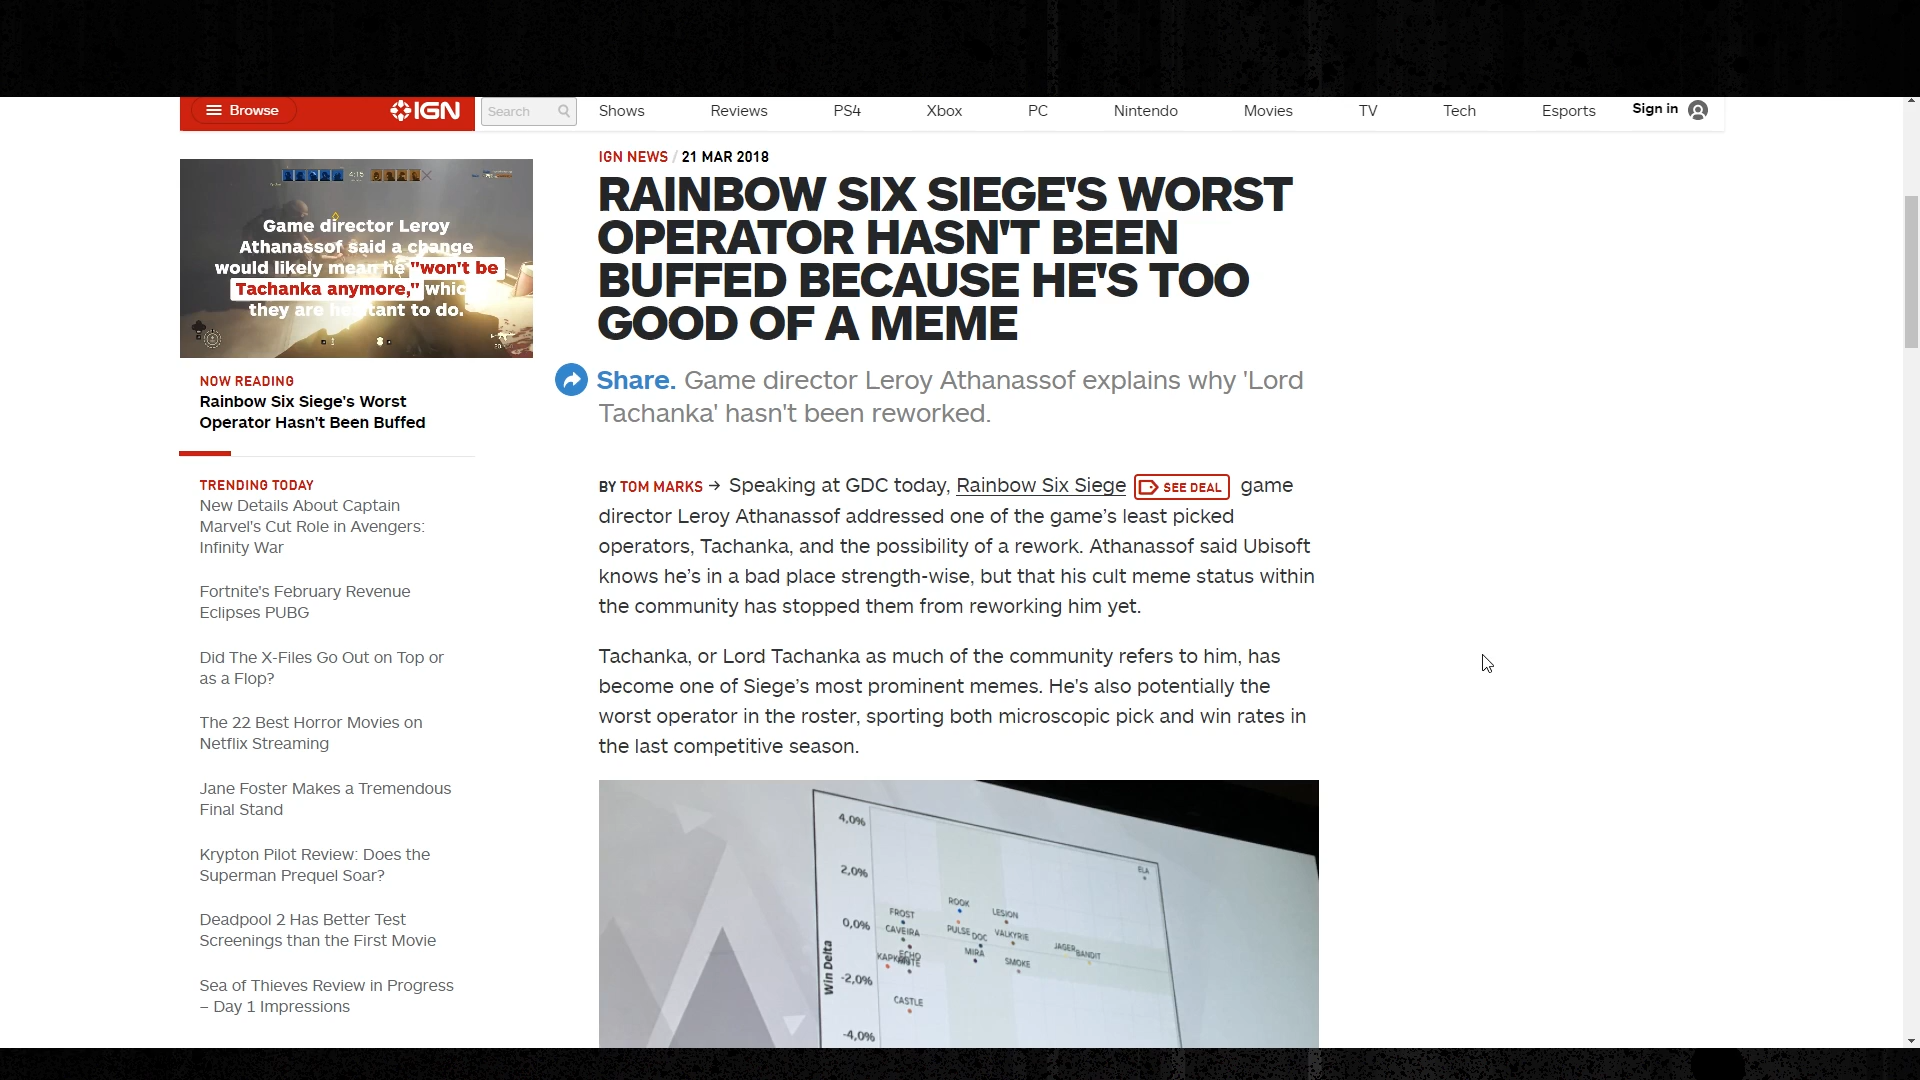 Browse
IGN
Search
Shows
Reviews
PS4
Xbox
PC
Nintendo
Movies
TV
Tech
Esports
Sign in
4:15
Game director Leroy
Athanassof said a change
would likely mean he "won't be
Tachanka anymore," which
they are hesitant to do.
NOW READING
Rainbow Six Siege's Worst
Operator Hasn't Been Buffed
TRENDING TODAY
New Details About Captain
Marvel's Cut Role in Avengers:
Infinity War
Fortnite's February Revenue
Eclipses PUBG
Did The X-Files Go Out on Top or
as a Flop?
The 22 Best Horror Movies on
Netflix Streaming
Jane Foster Makes a Tremendous
Final Stand
Krypton Pilot Review: Does the
Superman Prequel Soar?
Deadpool 2 Has Better Test
Screenings than the First Movie
Sea of Thieves Review in Progress
– Day 1 Impressions
IGN NEWS / 21 MAR 2018
RAINBOW SIX SIEGE'S WORST
OPERATOR HASN'T BEEN
BUFFED BECAUSE HE'S TOO
GOOD OF A MEME
Share. Game director Leroy Athanassof explains why 'Lord
Tachanka' hasn't been reworked.
BY TOM MARKS → Speaking at GDC today, Rainbow Six Siege SEE DEAL game
director Leroy Athanassof addressed one of the game's least picked
operators, Tachanka, and the possibility of a rework. Athanassof said Ubisoft
knows he's in a bad place strength-wise, but that his cult meme status within
the community has stopped them from reworking him yet.
Tachanka, or Lord Tachanka as much of the community refers to him, has
become one of Siege's most prominent memes. He's also potentially the
worst operator in the roster, sporting both microscopic pick and win rates in
the last competitive season.
4,0%
2,0%
0,0%
-2,0%
-4,0%
Win Delta
ELA
ROOK
FROST
LESION
CAVEIRA
PULSE
DOC
VALKYRIE
JAGER
BANDIT
ECHO
MIRA
SMOKE
CASTLE